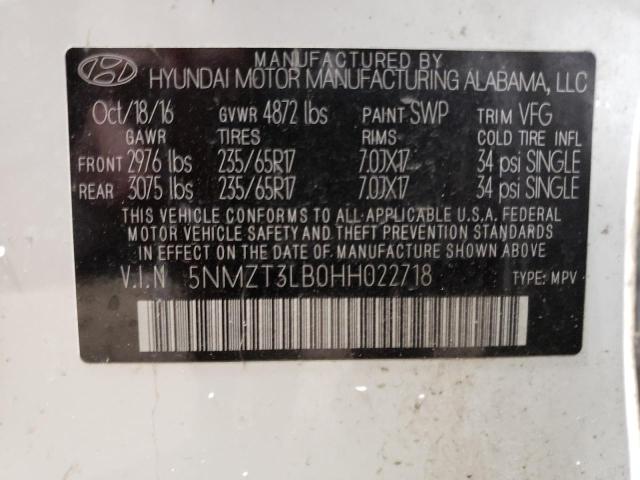 MANUFACTURED BY
HYUNDAI MOTOR MANUFACTURING ALABAMA, LLC
Oct/18/16 GVWR 4872 lbs PAINT SWP TRIM VFG
GAWR TIRES RIMS COLD TIRE INFL
FRONT 2976 lbs 235/65R17 7.0JX17 34 psi SINGLE
REAR 3075 lbs 235/65R17 7.0JX17 34 psi SINGLE
THIS VEHICLE CONFORMS TO ALL APPLICABLE U.S.A. FEDERAL
MOTOR VEHICLE SAFETY, BUMPER, AND THEFT PREVENTION STANDARDS
IN EFFECT ON THE DATE OF MANUFACTURE SHOWN ABOVE
V.I.N 5NMZT3LB0HH022718 TYPE: MPV